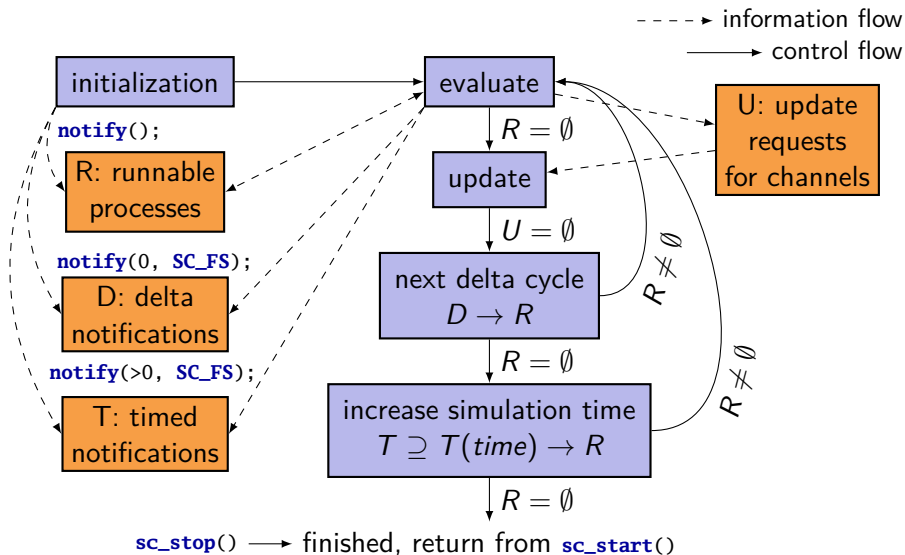 information flow
control flow
initialization
evaluate
U: update
requests
for channels
notify();
R = ∅
R: runnable
processes
update
U = ∅
notify(0, SC_FS);
next delta cycle
D → R
R ≠ ∅
D: delta
notifications
R = ∅
R ≠ ∅
notify(>0, SC_FS);
T: timed
notifications
increase simulation time
T ⊇ T(time) → R
R = ∅
sc_stop() finished, return from sc_start()